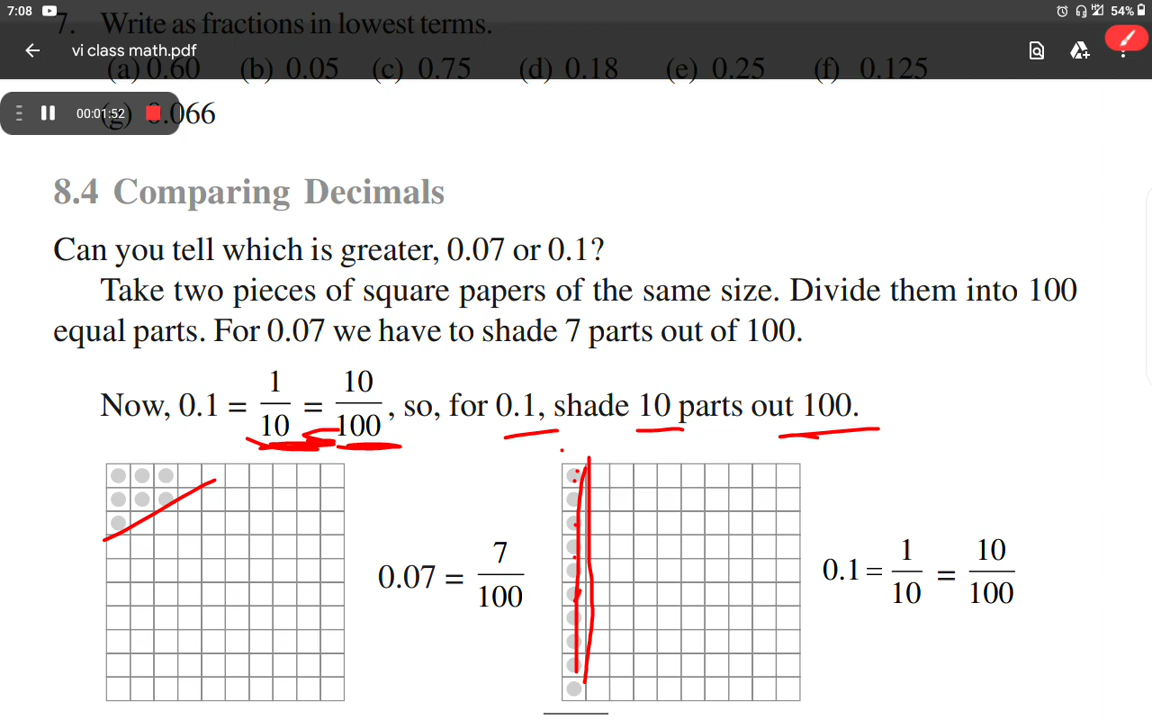 7:08 54%
7. Write as fractions in lowest terms.
vi class math.pdf
(a) 0.60 (b) 0.05 (c) 0.75 (d) 0.18 (e) 0.25 (f) 0.125
00:01:52 (g) 0.066
8.4 Comparing Decimals
Can you tell which is greater, 0.07 or 0.1?
Take two pieces of square papers of the same size. Divide them into 100
equal parts. For 0.07 we have to shade 7 parts out of 100.
Now, 0.1 = 1/10 = 10/100, so, for 0.1, shade 10 parts out 100.
0.07 = 7/100
0.1 = 1/10 = 10/100